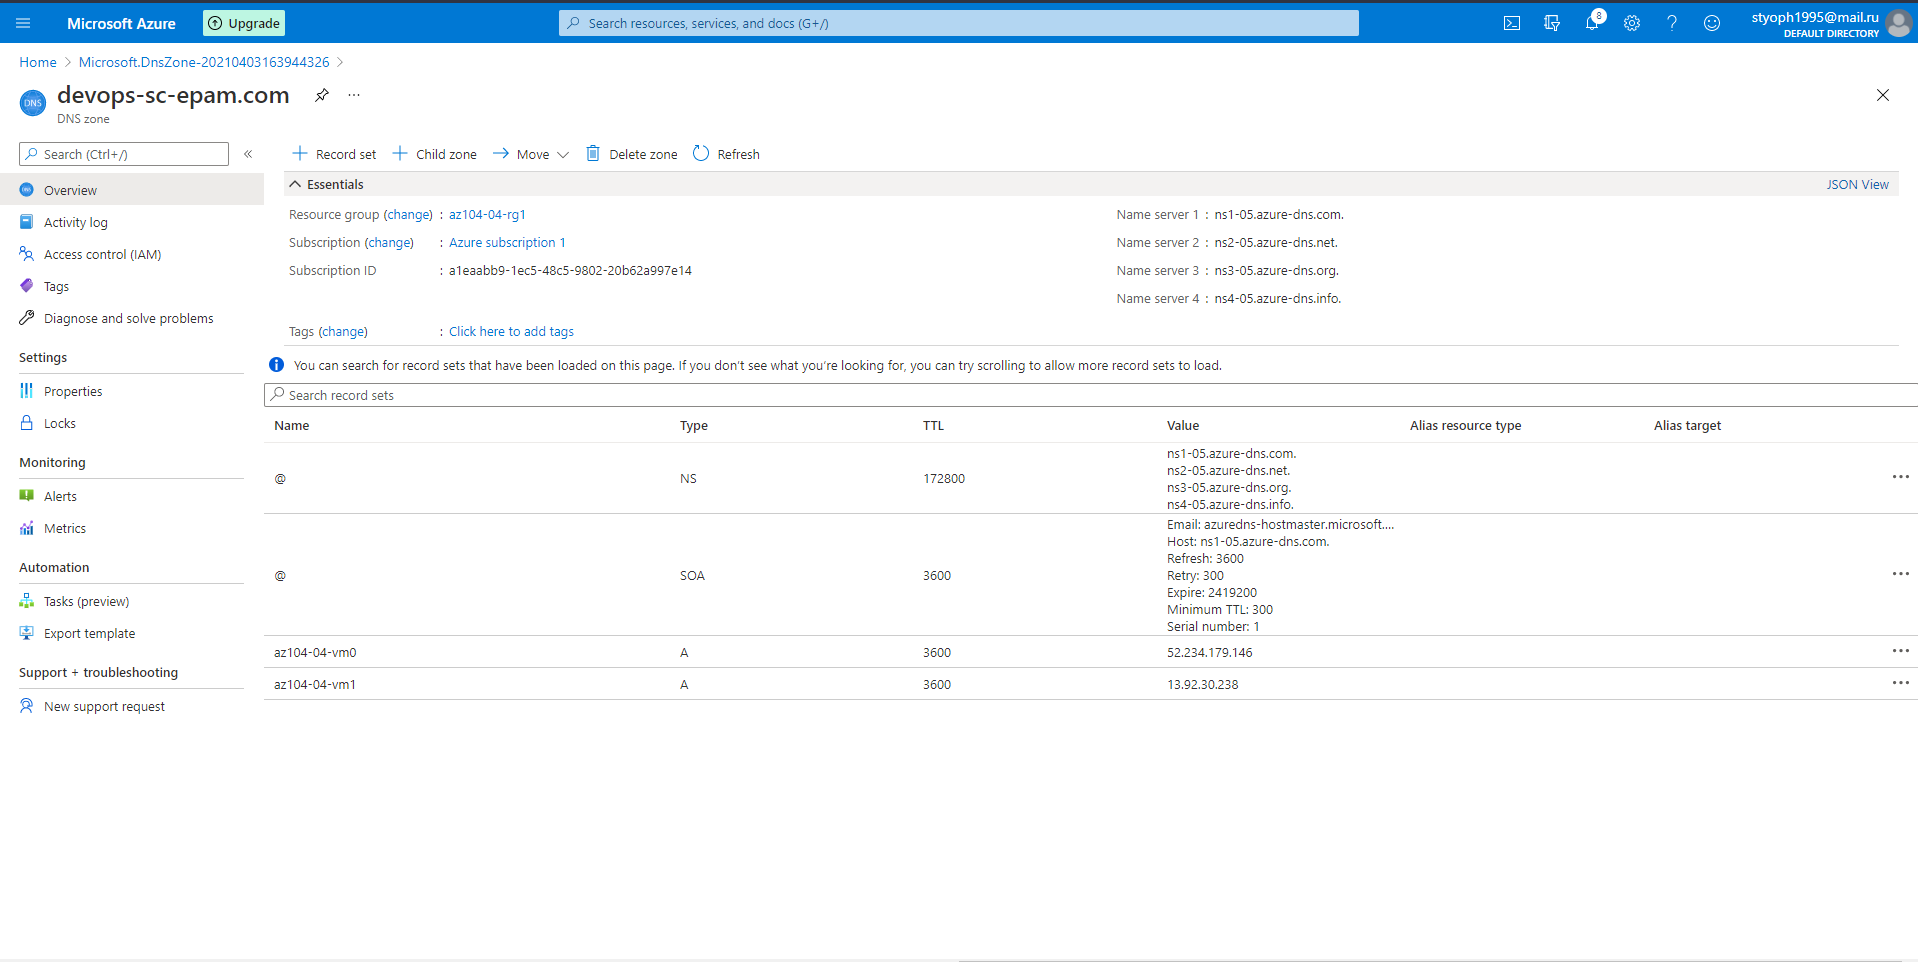 Microsoft Azure
Upgrade
Search resources, services, and docs (G+/)
8
styoph1995@mail.ru
DEFAULT DIRECTORY
Home > Microsoft.DnsZone-20210403163944326 >
DNS
devops-sc-epam.com
...
DNS zone
Search (Ctrl+/)
«
Record set
Child zone
Move
Delete zone
Refresh
Overview
Activity log
Access control (IAM)
Tags
Diagnose and solve problems
Settings
Properties
Locks
Monitoring
Alerts
Metrics
Automation
Tasks (preview)
Export template
Support + troubleshooting
New support request
Essentials
JSON View
Resource group (change) : az104-04-rg1
Subscription (change) : Azure subscription 1
Subscription ID : a1eaabb9-1ec5-48c5-9802-20b62a997e14
Name server 1 : ns1-05.azure-dns.com.
Name server 2 : ns2-05.azure-dns.net.
Name server 3 : ns3-05.azure-dns.org.
Name server 4 : ns4-05.azure-dns.info.
Tags (change) : Click here to add tags
You can search for record sets that have been loaded on this page. If you don't see what you're looking for, you can try scrolling to allow more record sets to load.
Search record sets
Name Type TTL Value Alias resource type Alias target
@ NS 172800
ns1-05.azure-dns.com.
ns2-05.azure-dns.net.
ns3-05.azure-dns.org.
ns4-05.azure-dns.info.
@ SOA 3600
Email: azuredns-hostmaster.microsoft....
Host: ns1-05.azure-dns.com.
Refresh: 3600
Retry: 300
Expire: 2419200
Minimum TTL: 300
Serial number: 1
az104-04-vm0 A 3600 52.234.179.146
az104-04-vm1 A 3600 13.92.30.238